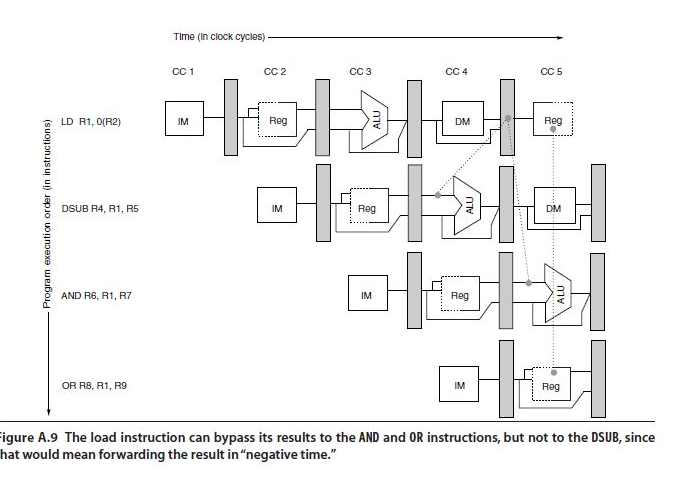 Time (in clock cycles)
CC 1 CC 2 CC 3 CC 4 CC 5
Program execution order (in instructions)
LD R1, 0(R2) IM Reg ALU DM Reg
DSUB R4, R1, R5 IM Reg ALU DM
AND R6, R1, R7 IM Reg ALU
OR R8, R1, R9 IM Reg
igure A.9 The load instruction can bypass its results to the AND and OR instructions, but not to the DSUB, since
hat would mean forwarding the result in “negative time.”